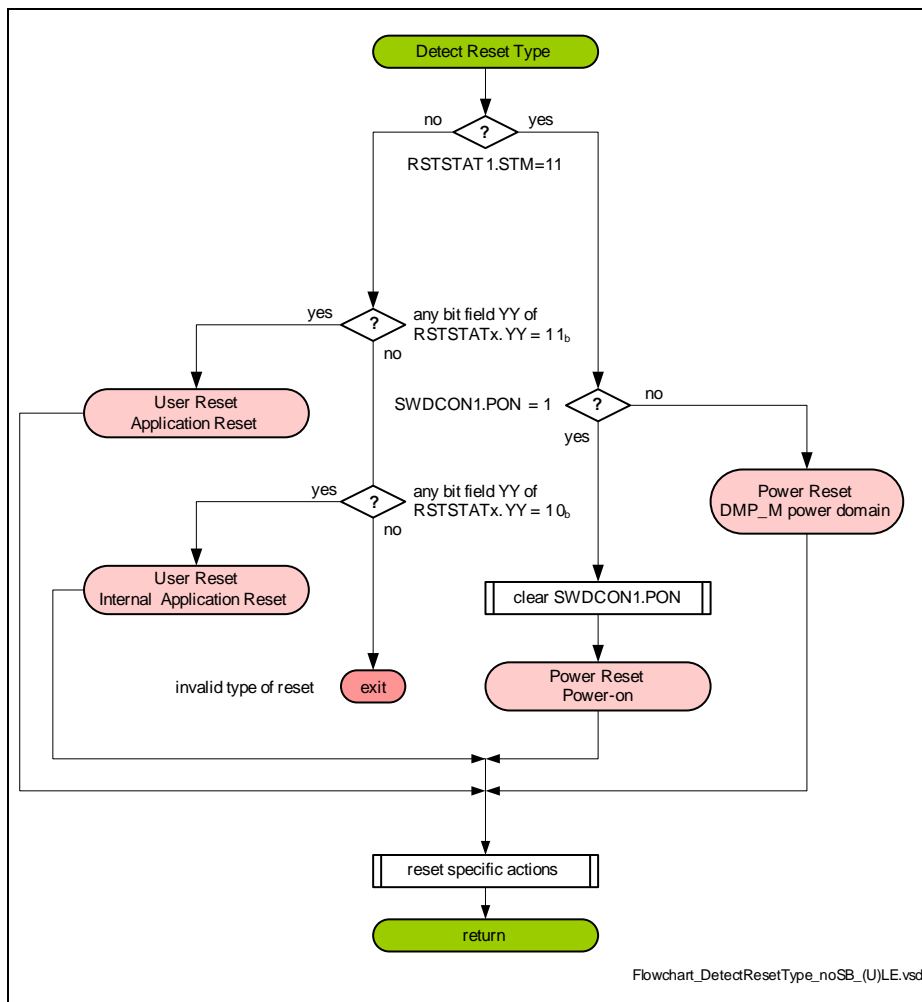 Detect Reset Type
no
?
yes
RSTSTAT1.STM=11
yes
?
any bit field YY of
RSTSTATx.YY = 11b
no
User Reset
Application Reset
SWDCON1.PON = 1
?
no
yes
yes
?
any bit field YY of
RSTSTATx.YY = 10b
no
Power Reset
DMP_M power domain
User Reset
Internal Application Reset
clear SWDCON1.PON
invalid type of reset
exit
Power Reset
Power-on
reset specific actions
return
Flowchart_DetectResetType_noSB_(U)LE.vsd